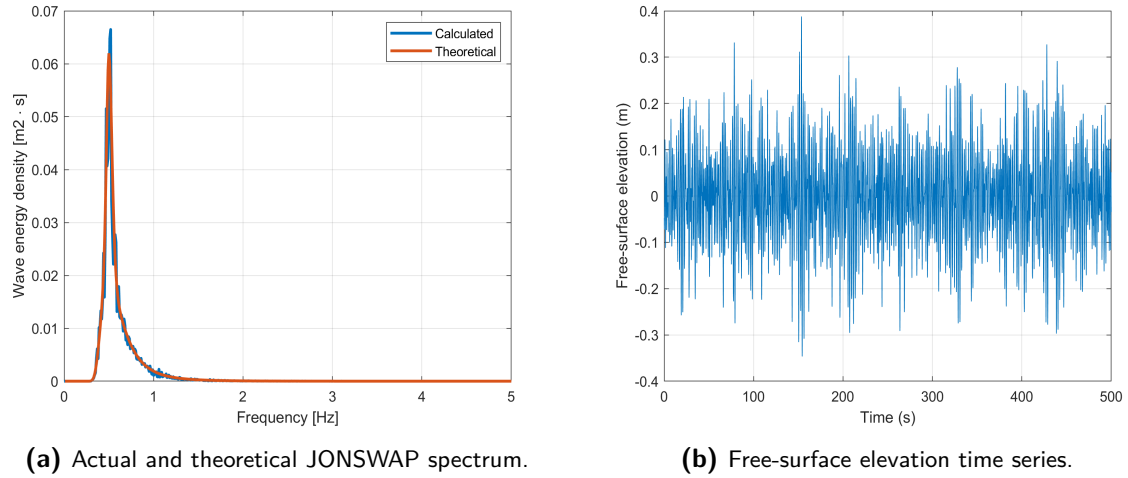 0.07
0.06
0.05
0.04
0.03
0.02
0.01
0
Wave energy density [m2 · s]
Calculated
Theoretical
0 1 2 3 4 5
Frequency [Hz]
(a) Actual and theoretical JONSWAP spectrum.
0.4
0.3
0.2
0.1
0
-0.1
-0.2
-0.3
-0.4
Free-surface elevation (m)
0 100 200 300 400 500
Time (s)
(b) Free-surface elevation time series.